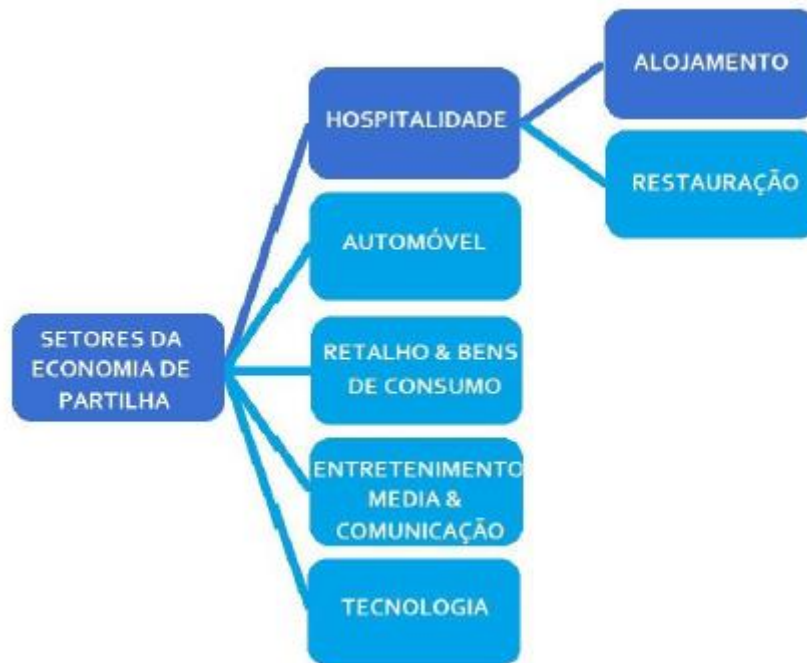 SETORES DA
ECONOMIA DE
PARTILHA
HOSPITALIDADE
AUTOMÓVEL
RETALHO & BENS
DE CONSUMO
ENTRETENIMENTO
MEDIA &
COMUNICAÇÃO
TECNOLOGIA
ALOJAMENTO
RESTAURAÇÃO